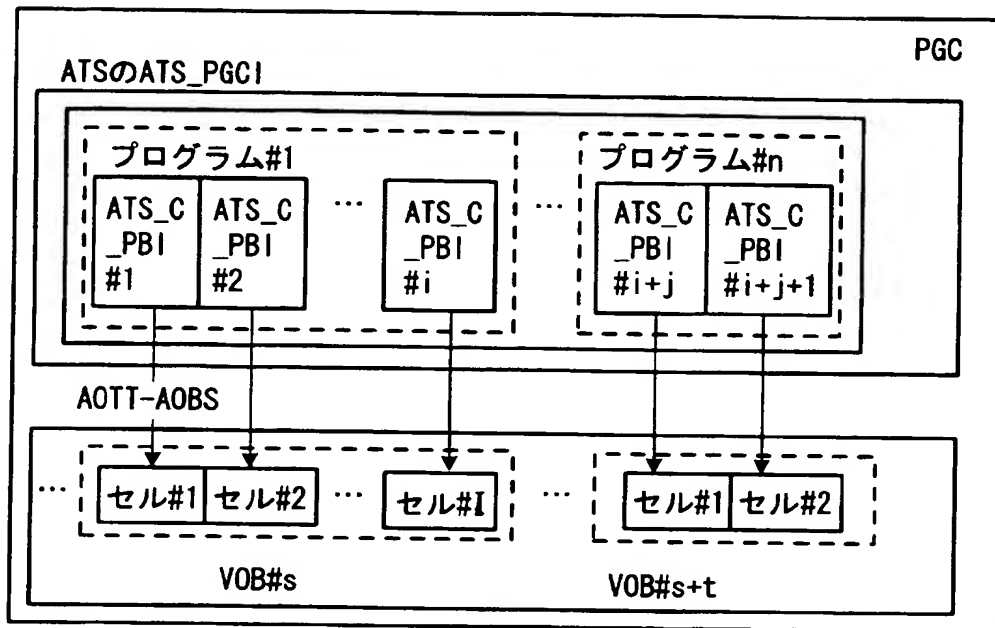 PGC
ATSのATS_PGCI
プログラム#1
プログラム#n
ATS_C
_PBI
#1
ATS_C
_PBI
#2
…
ATS_C
_PBI
#i
…
ATS_C
_PBI
#i+j
ATS_C
_PBI
#i+j+1
AOTT-AOBS
… セル#1 セル#2 … セル#I … セル#1 セル#2
VOB#s VOB#s+t